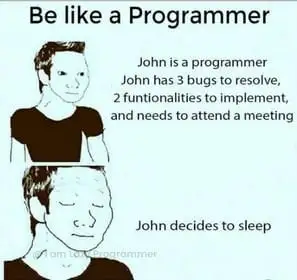 Be like a Programmer
John is a programmer
John has 3 bugs to resolve,
2 funtionalities to implement,
and needs to attend a meeting
John decides to sleep
Programmer